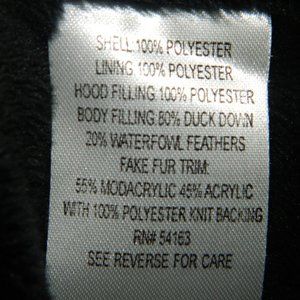 SHELL 100% POLYESTER
LINING 100% POLYESTER
HOOD FILLING 100% POLYESTER
BODY FILLING 80% DUCK DOWN
20% WATERFOWL FEATHERS
FAKE FUR TRIM:
55% MODACRYLIC 45% ACRYLIC
WITH 100% POLYESTER KNIT BACKING
RN# 54163
SEE REVERSE FOR CARE